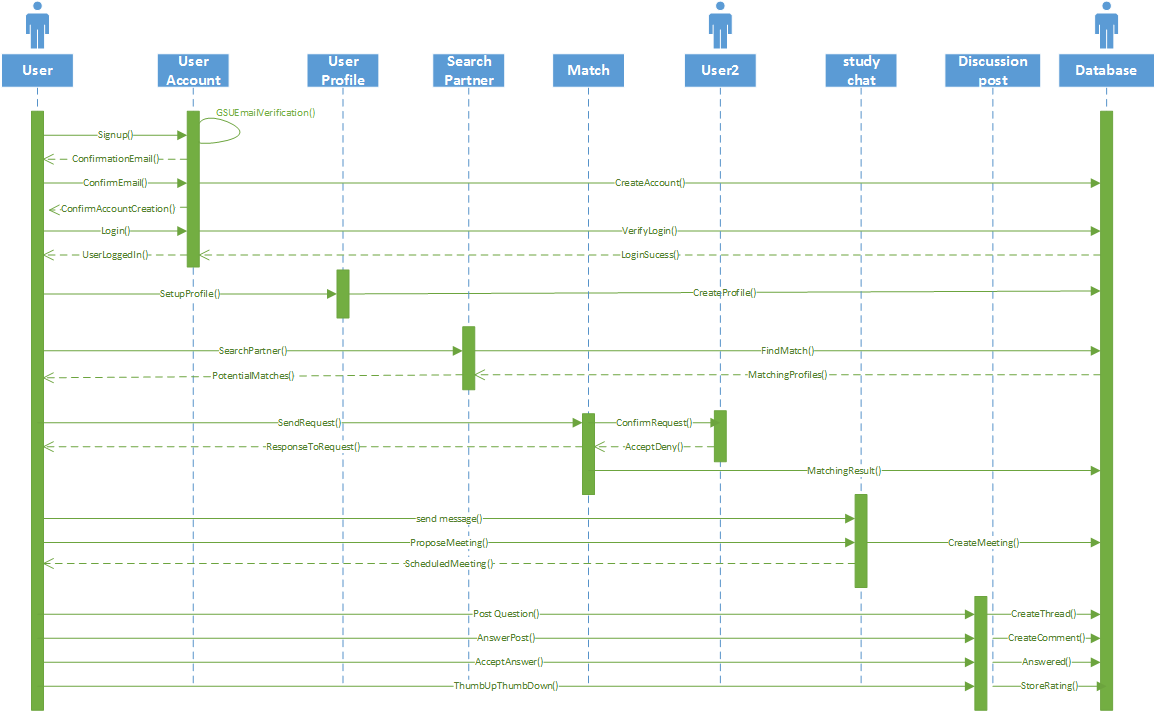 User
User
Account
User
Profile
Search
Partner
Match
User2
study
chat
Discussion
post
Database
GSUEmailVerification()
Signup()
ConfirmationEmail()
ConfirmEmail()
CreateAccount()
ConfirmAccountCreation()
Login()
VerifyLogin()
UserLoggedIn()
LoginSucess()
SetupProfile()
CreateProfile()
SearchPartner()
FindMatch()
PotentialMatches()
MatchingProfiles()
SendRequest()
ConfirmRequest()
ResponseToRequest()
AcceptDeny()
MatchingResult()
send message()
ProposeMeeting()
CreateMeeting()
ScheduledMeeting()
Post Question()
CreateThread()
AnswerPost()
CreateComment()
AcceptAnswer()
Answered()
ThumbUpThumbDown()
StoreRating()